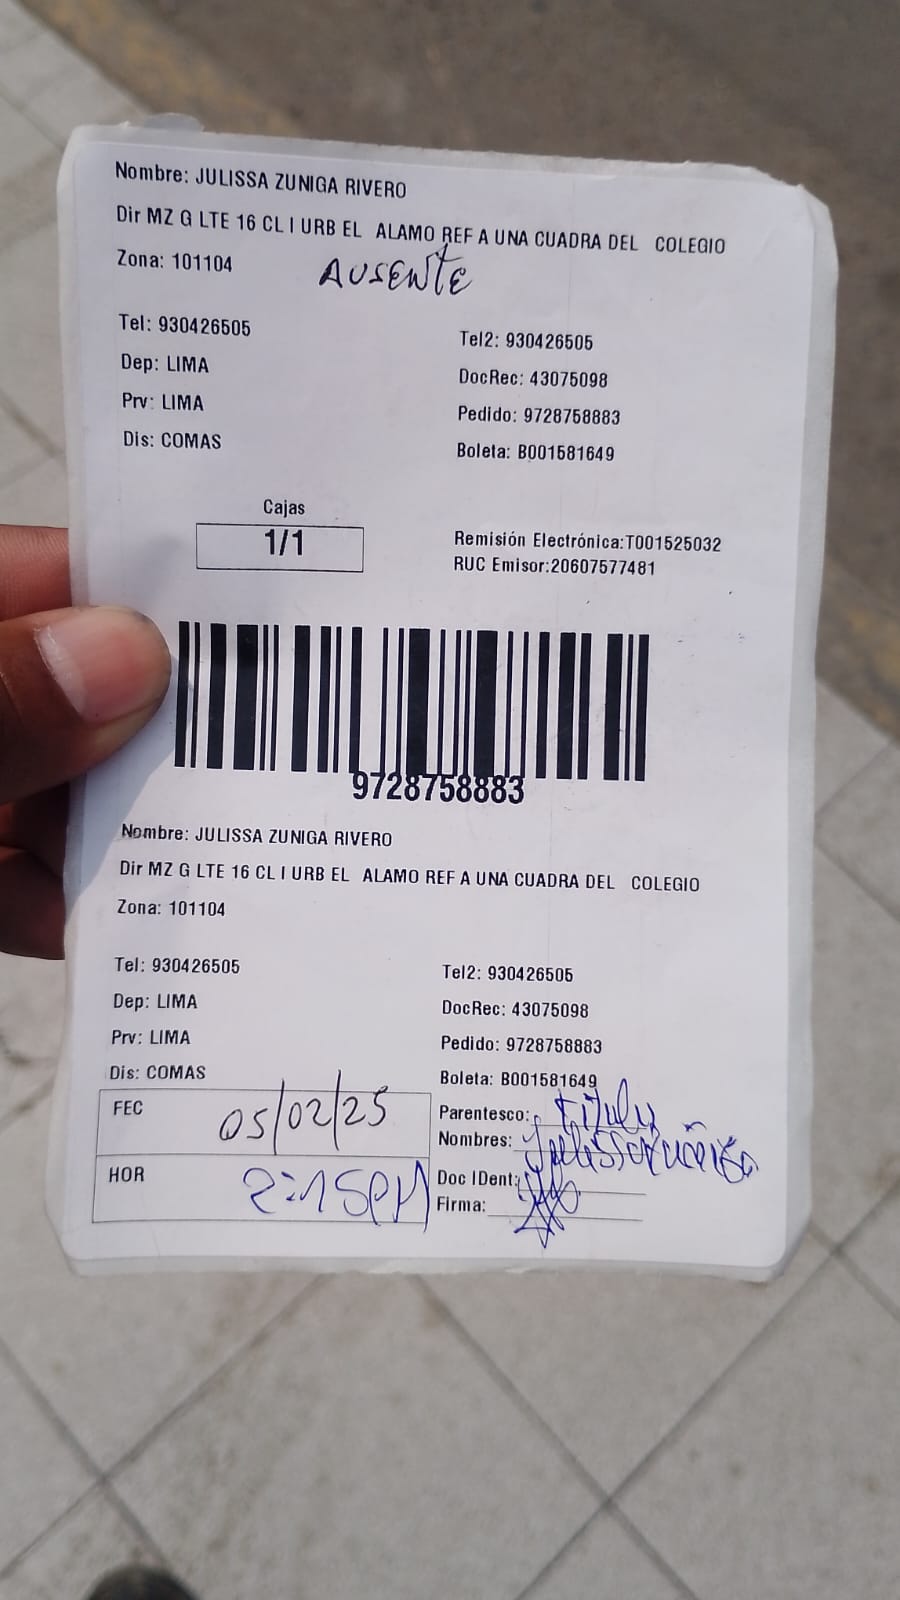 Nombre: JULISSA ZUNIGA RIVERO
Dir MZ G LTE 16 CL I URB EL ALAMO REF A UNA CUADRA DEL COLEGIO
Zona: 101104
AUSENTE
Tel: 930426505
Tel2: 930426505
Dep: LIMA
DocRec: 43075098
Prv: LIMA
Pedido: 9728758883
Dis: COMAS
Boleta: B001581649
Cajas
1/1
Remisión Electrónica:T001525032
RUC Emisor:20607577481
9728758883
Nombre: JULISSA ZUNIGA RIVERO
Dir MZ G LTE 16 CL I URB EL ALAMO REF A UNA CUADRA DEL COLEGIO
Zona: 101104
Tel: 930426505
Tel2: 930426505
Dep: LIMA
DocRec: 43075098
Prv: LIMA
Pedido: 9728758883
Dis: COMAS
Boleta: B001581649
FEC 05/02/25
Parentesco:
Nombres:
HOR 2:15PM
Doc IDent:
Firma: